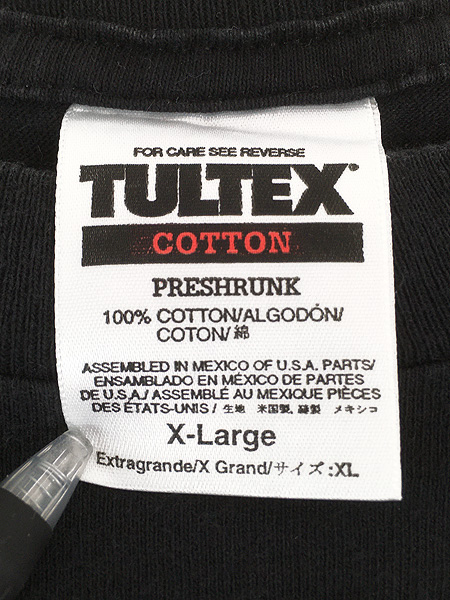 FOR CARE SEE REVERSE
TULTEX®
COTTON
PRESHRUNK
100% COTTON/ALGODÓN/
COTON/綿
ASSEMBLED IN MEXICO OF U.S.A. PARTS/
ENSAMBLADO EN MÉXICO DE PARTES
DE U.S.A./ASSEMBLÉ AU MEXIQUE PIÈCES
DES ÉTATS-UNIS/ 生地 米国製, 縫製 メキシコ
X-Large
Extragrande/X Grand/サイズ:XL